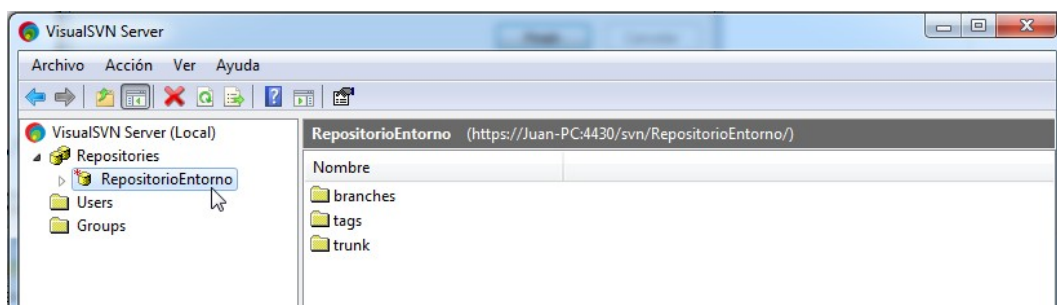 VisualSVN Server
Archivo Acción Ver Ayuda
VisualSVN Server (Local)
Repositories
RepositorioEntorno
Users
Groups
RepositorioEntorno (https://Juan-PC:4430/svn/RepositorioEntorno/)
Nombre
branches
tags
trunk